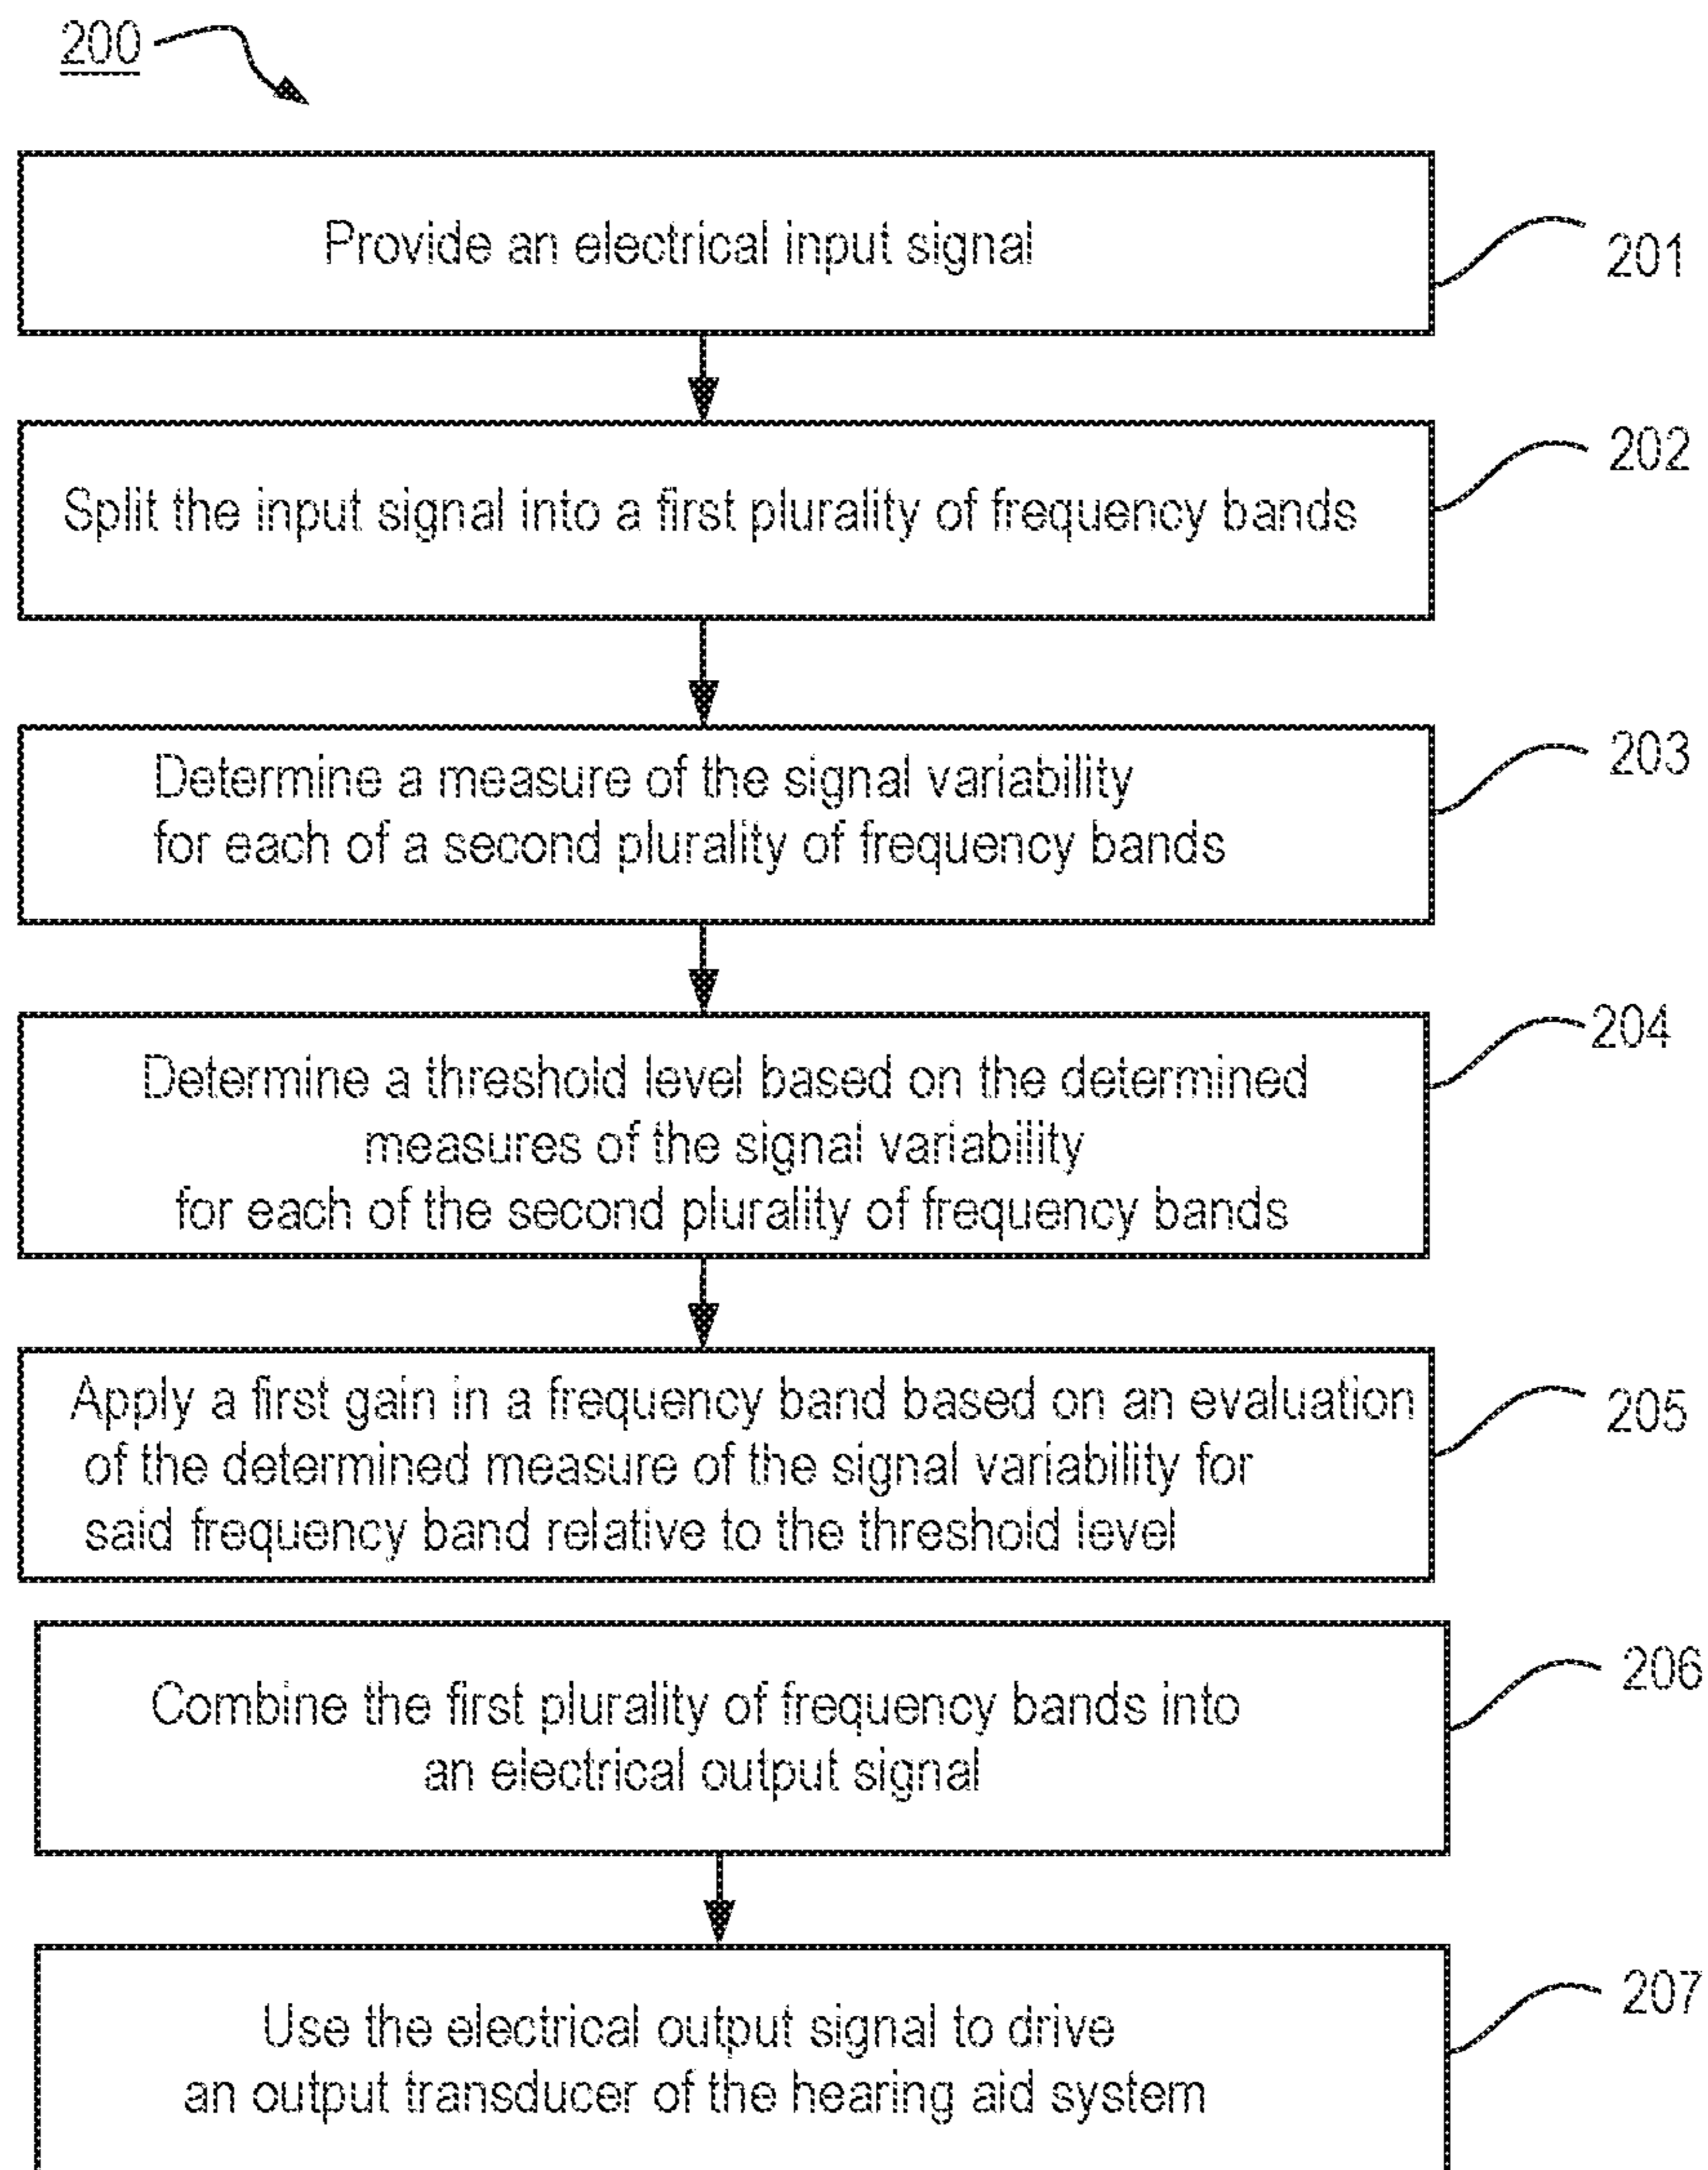 200
Provide an electrical input signal
201
Split the input signal into a first plurality of frequency bands
202
Determine a measure of the signal variability
for each of a second plurality of frequency bands
203
Determine a threshold level based on the determined
measures of the signal variability
for each of the second plurality of frequency bands
204
Apply a first gain in a frequency band based on an evaluation
of the determined measure of the signal variability for
said frequency band relative to the threshold level
205
Combine the first plurality of frequency bands into
an electrical output signal
206
Use the electrical output signal to drive
an output transducer of the hearing aid system
207